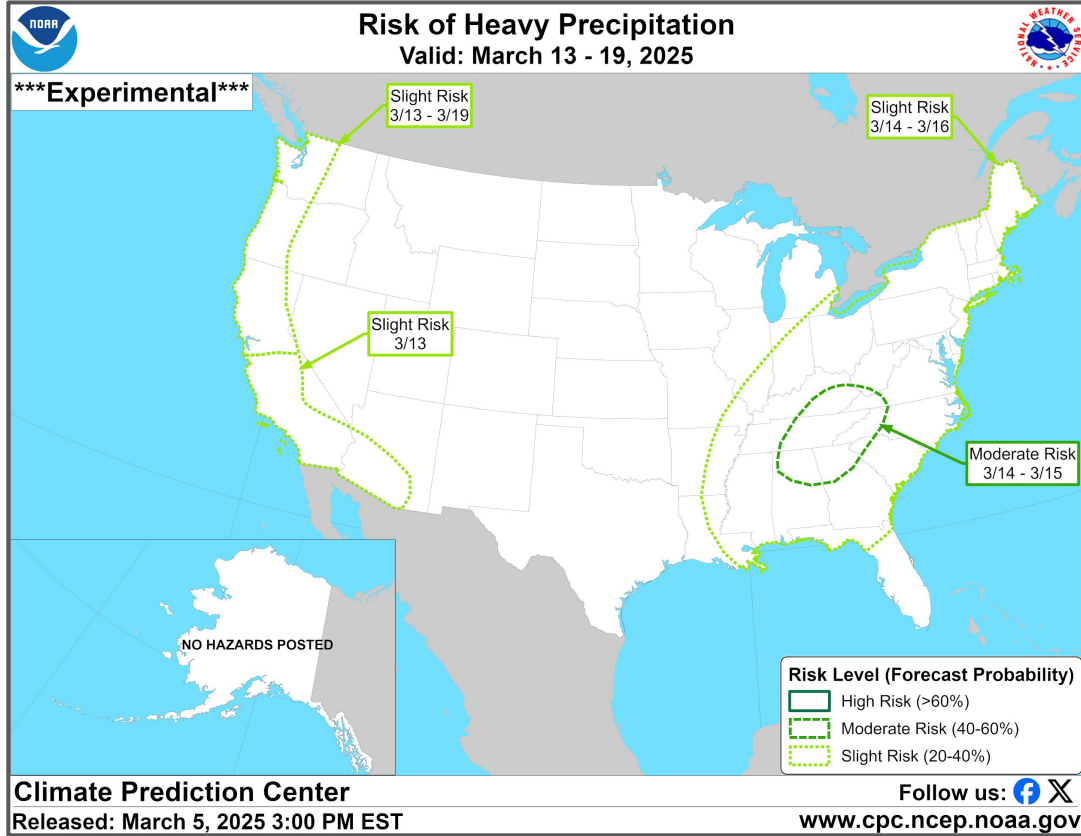 NOAA
Risk of Heavy Precipitation
Valid: March 13 - 19, 2025
NATIONAL WEATHER SERVICE
***Experimental***
Slight Risk
3/13 - 3/19
Slight Risk
3/14 - 3/16
Slight Risk
3/13
Moderate Risk
3/14 - 3/15
NO HAZARDS POSTED
Risk Level (Forecast Probability)
High Risk (>60%)
Moderate Risk (40-60%)
Slight Risk (20-40%)
Climate Prediction Center
Follow us:
Released: March 5, 2025 3:00 PM EST
www.cpc.ncep.noaa.gov